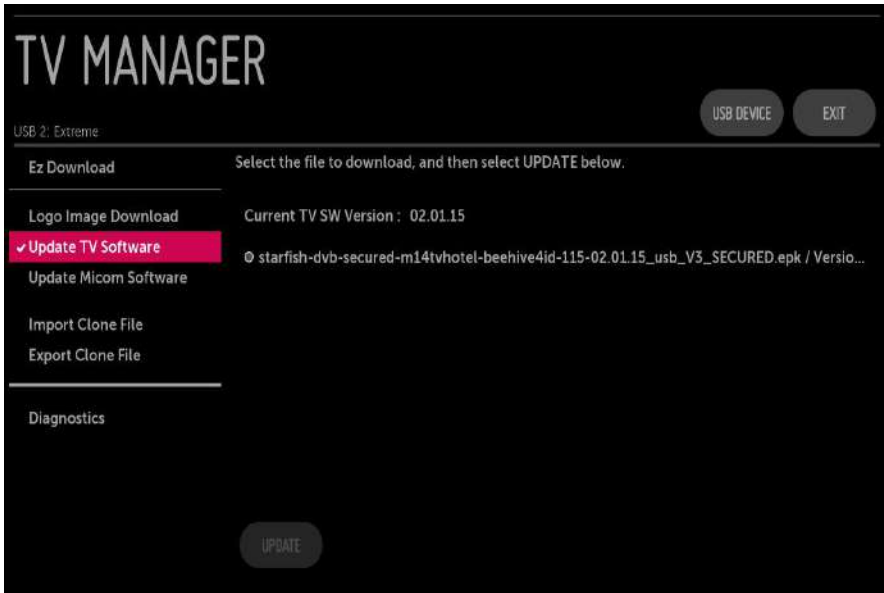 TV MANAGER
USB DEVICE
EXIT
USB 2: Extreme
Ez Download
Logo Image Download
Update TV Software
Update Micom Software
Import Clone File
Export Clone File
Diagnostics
Select the file to download, and then select UPDATE below.
Current TV SW Version : 02.01.15
starfish-dvb-secured-m14tvhotel-beehive4id-115-02.01.15_usb_V3_SECURED.epk / Versio...
UPDATE